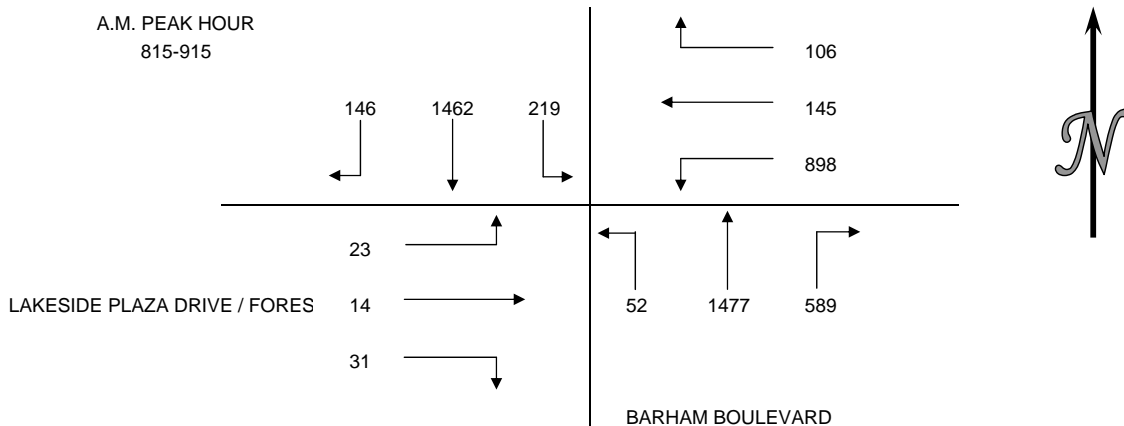 A.M. PEAK HOUR
815-915
106
145
898
146 1462 219
N
23
LAKESIDE PLAZA DRIVE / FORES 14
31
52 1477 589
BARHAM BOULEVARD